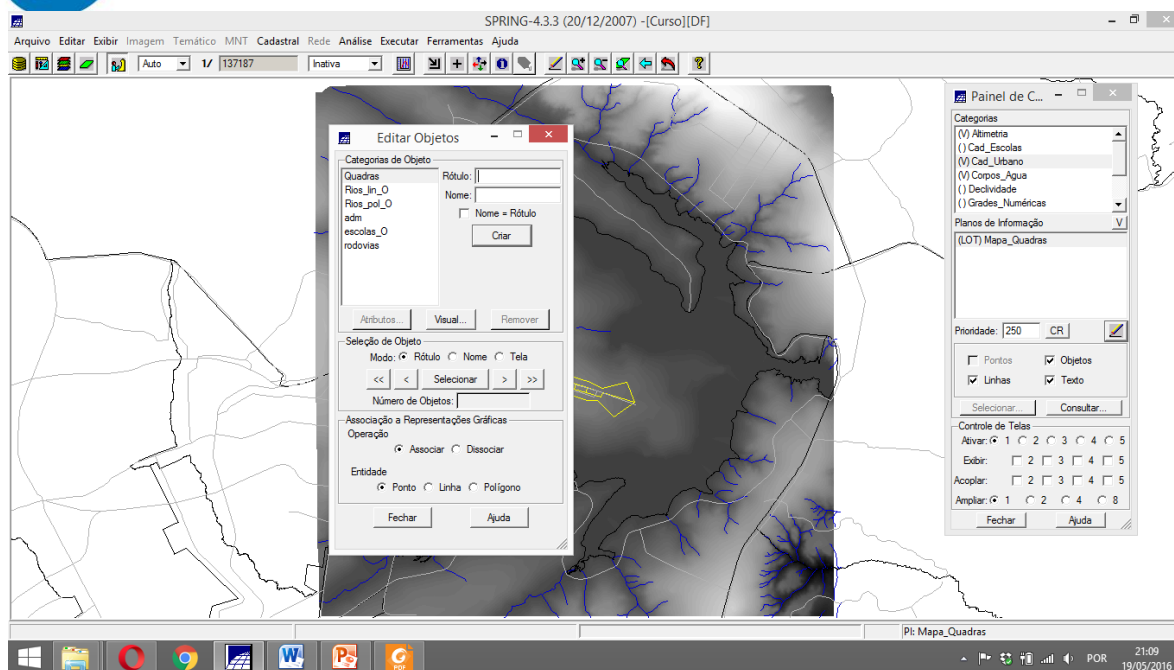 SPRING-4.3.3 (20/12/2007) -[Curso][DF]
Arquivo Editar Exibir Imagem Temático MNT Cadastral Rede Análise Executar Ferramentas Ajuda
Auto 1/ 137187 Inativa
Editar Objetos
Categorias de Objeto
Quadras
Rios_lin_O
Rios_pol_O
adm
escolas_O
rodovias
Rótulo:
Nome:
Nome = Rótulo
Criar
Atributos... Visual... Remover
Seleção de Objeto
Modo: Rótulo Nome Tela
<< < Selecionar > >>
Número de Objetos:
Associação a Representações Gráficas
Operação
Associar Dissociar
Entidade
Ponto Linha Polígono
Fechar Ajuda
Painel de C...
Categorias
(V) Altimetria
( ) Cad_Escolas
(V) Cad_Urbano
(V) Corpos_Agua
( ) Declividade
( ) Grades_Numéricas
Planos de Informação V
(LOT) Mapa_Quadras
Prioridade: 250 CR
Pontos Objetos
Linhas Texto
Selecionar... Consultar...
Controle de Telas
Ativar: 1 2 3 4 5
Exibir: 2 3 4 5
Acoplar: 2 3 4 5
Ampliar: 1 2 4 8
Fechar Ajuda
PI: Mapa_Quadras
POR
21:09
19/05/2016